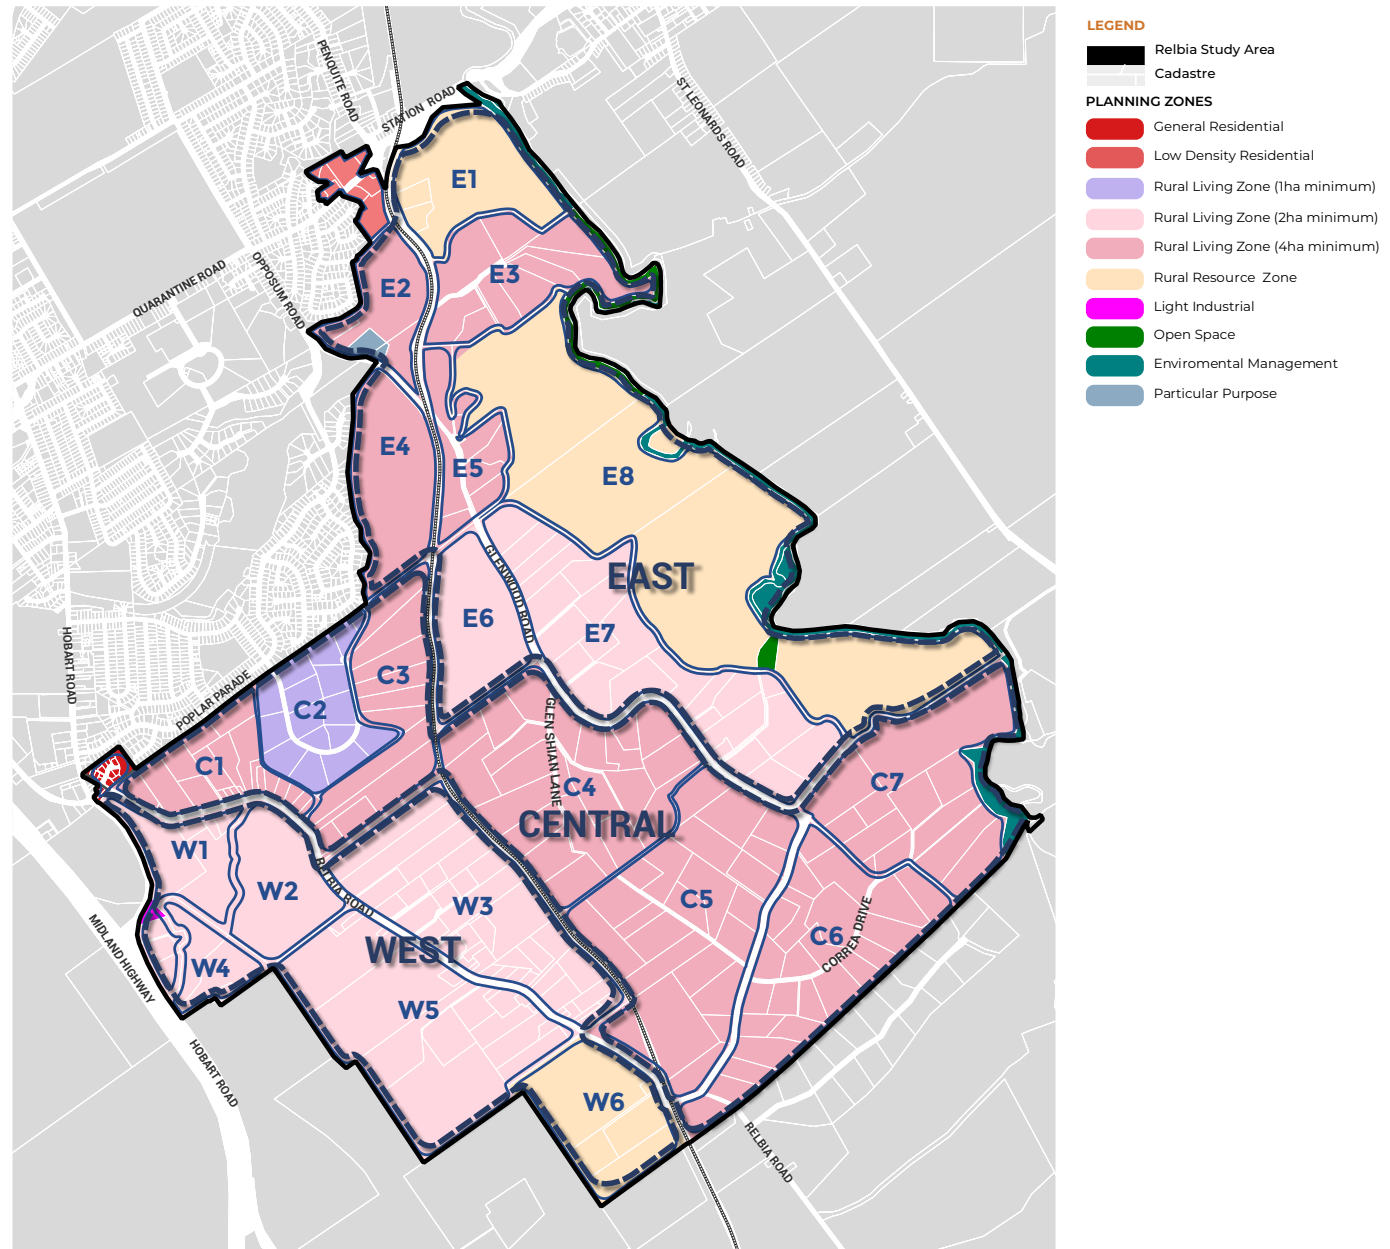 LEGEND
Relbia Study Area
Cadastre
PLANNING ZONES
General Residential
Low Density Residential
Rural Living Zone (1ha minimum)
Rural Living Zone (2ha minimum)
Rural Living Zone (4ha minimum)
Rural Resource  Zone
Light Industrial
Open Space
Enviromental Management
Particular Purpose
PENQUITE ROAD
STATION ROAD
ST LEONARDS ROAD
E1
QUARANTINE ROAD
OPPOSUM ROAD
E2
E3
E4
E5
E8
EAST
GLENWOOD ROAD
E6
E7
HOBART ROAD
POPLAR PARADE
C3
C2
C1
GLEN SHIAN LANE
C4
CENTRAL
C7
W1
W2
RELBIA ROAD
W3
C5
C6
CORREA DRIVE
WEST
W4
W5
MIDLAND HIGHWAY
HOBART ROAD
W6
RELBIA ROAD